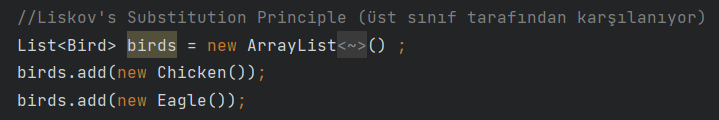 //Liskov's Substitution Principle (üst sınıf tarafından karşılanıyor)
List<Bird> birds = new ArrayList<~>() ;
birds.add(new Chicken());
birds.add(new Eagle());